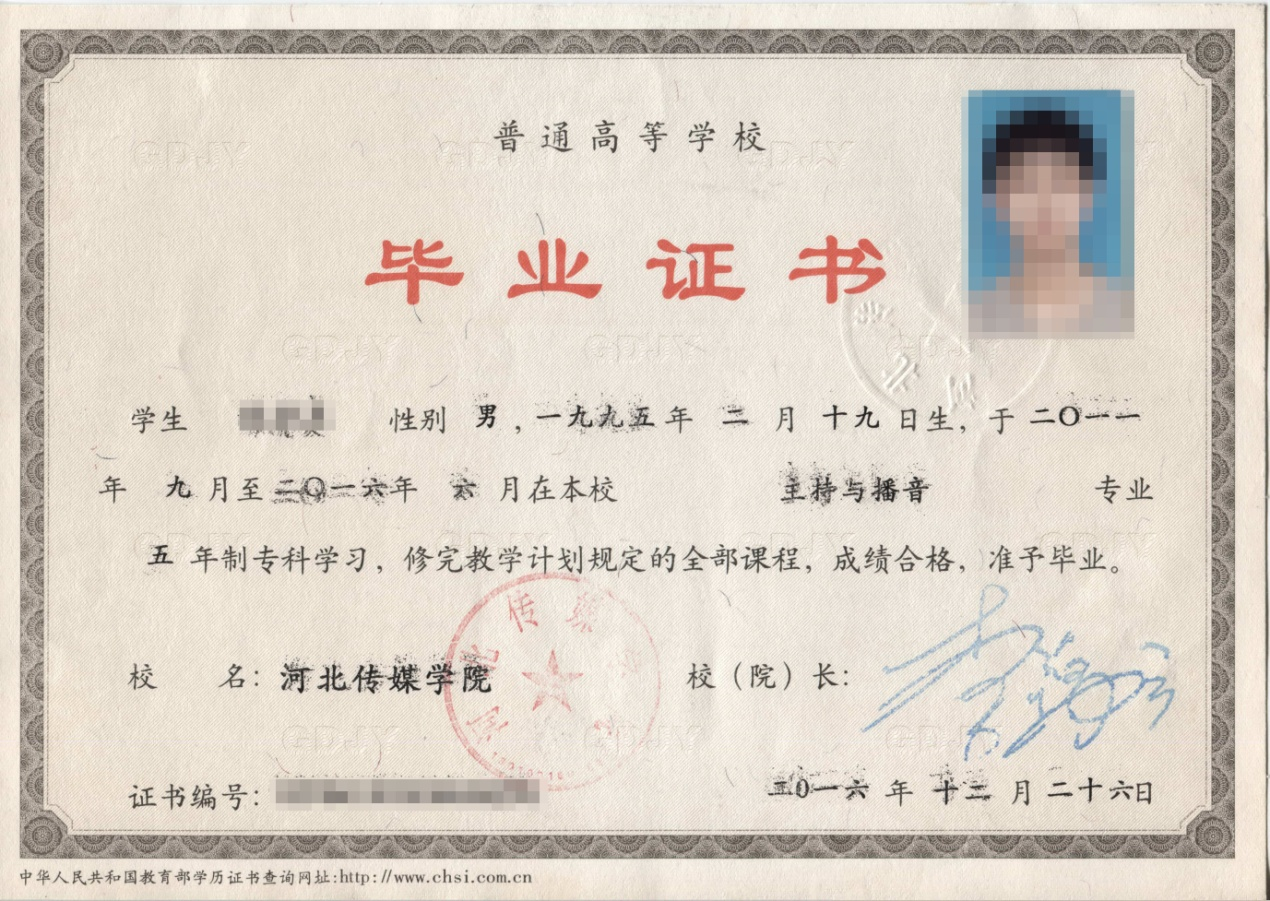 普通高等学校
毕业证书
学生 性别 男，一九九五年 二 月 十九日生，于 二〇一一
年 九 月至 二〇一六年 六 月在本校 主持与播音 专业
五 年制专科学习，修完教学计划规定的全部课程，成绩合格，准予毕业。
校 名：河北传媒学院 校（院）长：
证书编号： 二〇一六 年 十二 月 二十六日
中华人民共和国教育部学历证书查询网址:http://www.chsi.com.cn